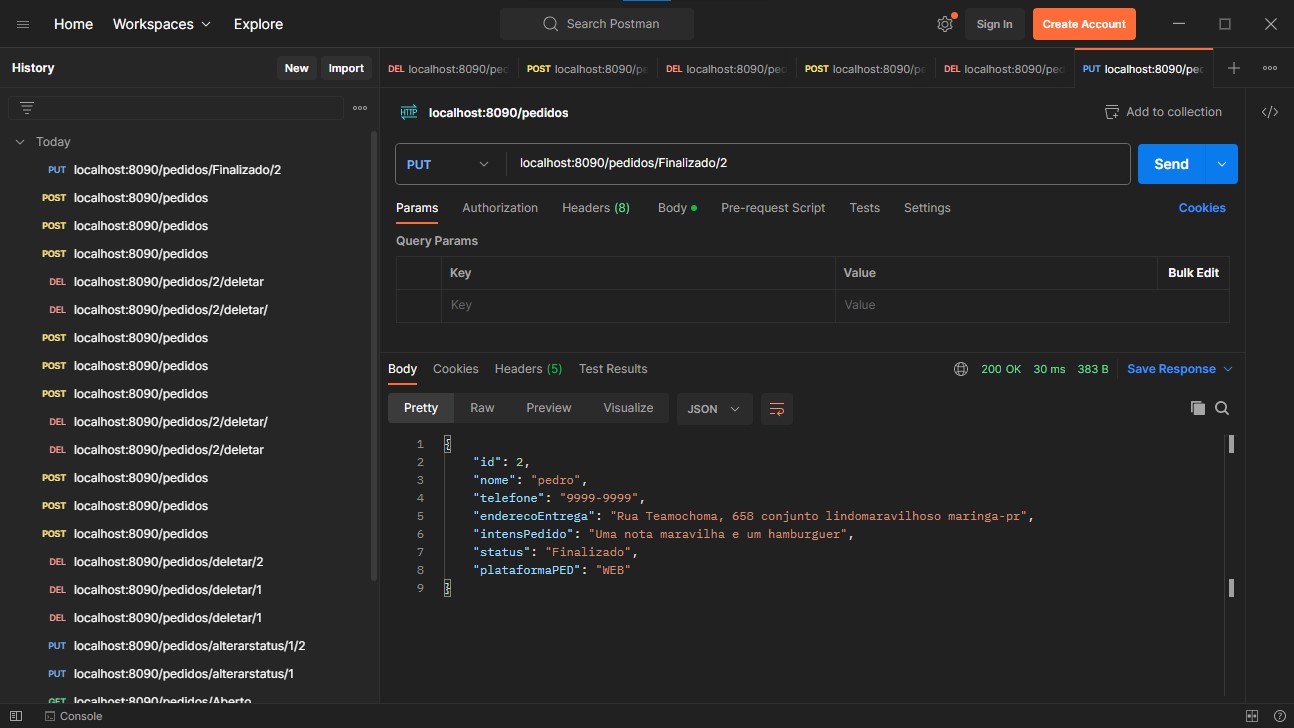 Home Workspaces Explore Search Postman Sign In Create Account
History New Import
DEL localhost:8090/ped POST localhost:8090/pe DEL localhost:8090/ped POST localhost:8090/pe DEL localhost:8090/ped PUT localhost:8090/pec
HTTP localhost:8090/pedidos Add to collection
PUT localhost:8090/pedidos/Finalizado/2 Send
Params Authorization Headers (8) Body Pre-request Script Tests Settings Cookies
Query Params
Key Value Bulk Edit
Key Value
Body Cookies Headers (5) Test Results 200 OK 30 ms 383 B Save Response
Pretty Raw Preview Visualize JSON
1 {
2 "id": 2,
3 "nome": "pedro",
4 "telefone": "9999-9999",
5 "enderecoEntrega": "Rua Teamochoma, 658 conjunto lindomaravilhoso maringa-pr",
6 "intensPedido": "Uma nota maravilha e um hamburguer",
7 "status": "Finalizado",
8 "plataformaPED": "WEB"
9 }
Today
PUT localhost:8090/pedidos/Finalizado/2
POST localhost:8090/pedidos
POST localhost:8090/pedidos
POST localhost:8090/pedidos
DEL localhost:8090/pedidos/2/deletar
DEL localhost:8090/pedidos/2/deletar/
POST localhost:8090/pedidos
POST localhost:8090/pedidos
POST localhost:8090/pedidos
DEL localhost:8090/pedidos/2/deletar/
DEL localhost:8090/pedidos/2/deletar
POST localhost:8090/pedidos
POST localhost:8090/pedidos
POST localhost:8090/pedidos
DEL localhost:8090/pedidos/deletar/2
DEL localhost:8090/pedidos/deletar/1
DEL localhost:8090/pedidos/deletar/1
PUT localhost:8090/pedidos/alterarstatus/1/2
PUT localhost:8090/pedidos/alterarstatus/1
GET localhost:8090/pedidos/Aberto
Console